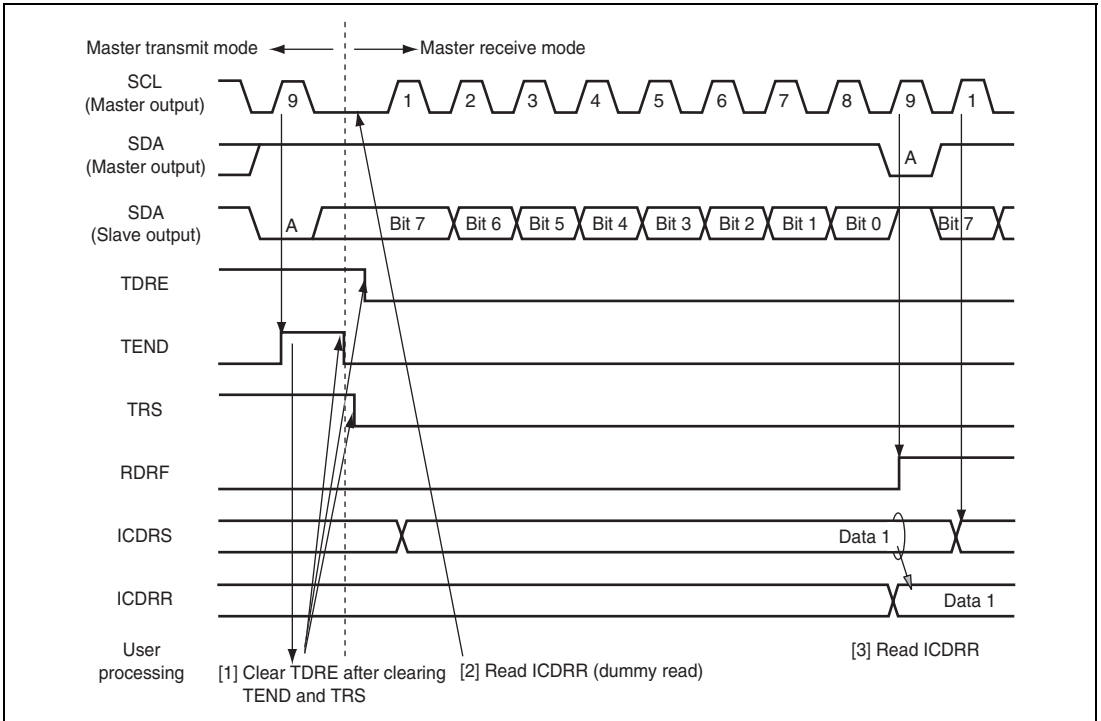 Master transmit mode
Master receive mode
SCL
(Master output)
9
1
2
3
4
5
6
7
8
9
1
SDA
(Master output)
A
SDA
(Slave output)
A
Bit 7
Bit 6
Bit 5
Bit 4
Bit 3
Bit 2
Bit 1
Bit 0
Bit 7
TDRE
TEND
TRS
RDRF
ICDRS
Data 1
ICDRR
Data 1
User
processing
[1] Clear TDRE after clearing
TEND and TRS
[2] Read ICDRR (dummy read)
[3] Read ICDRR